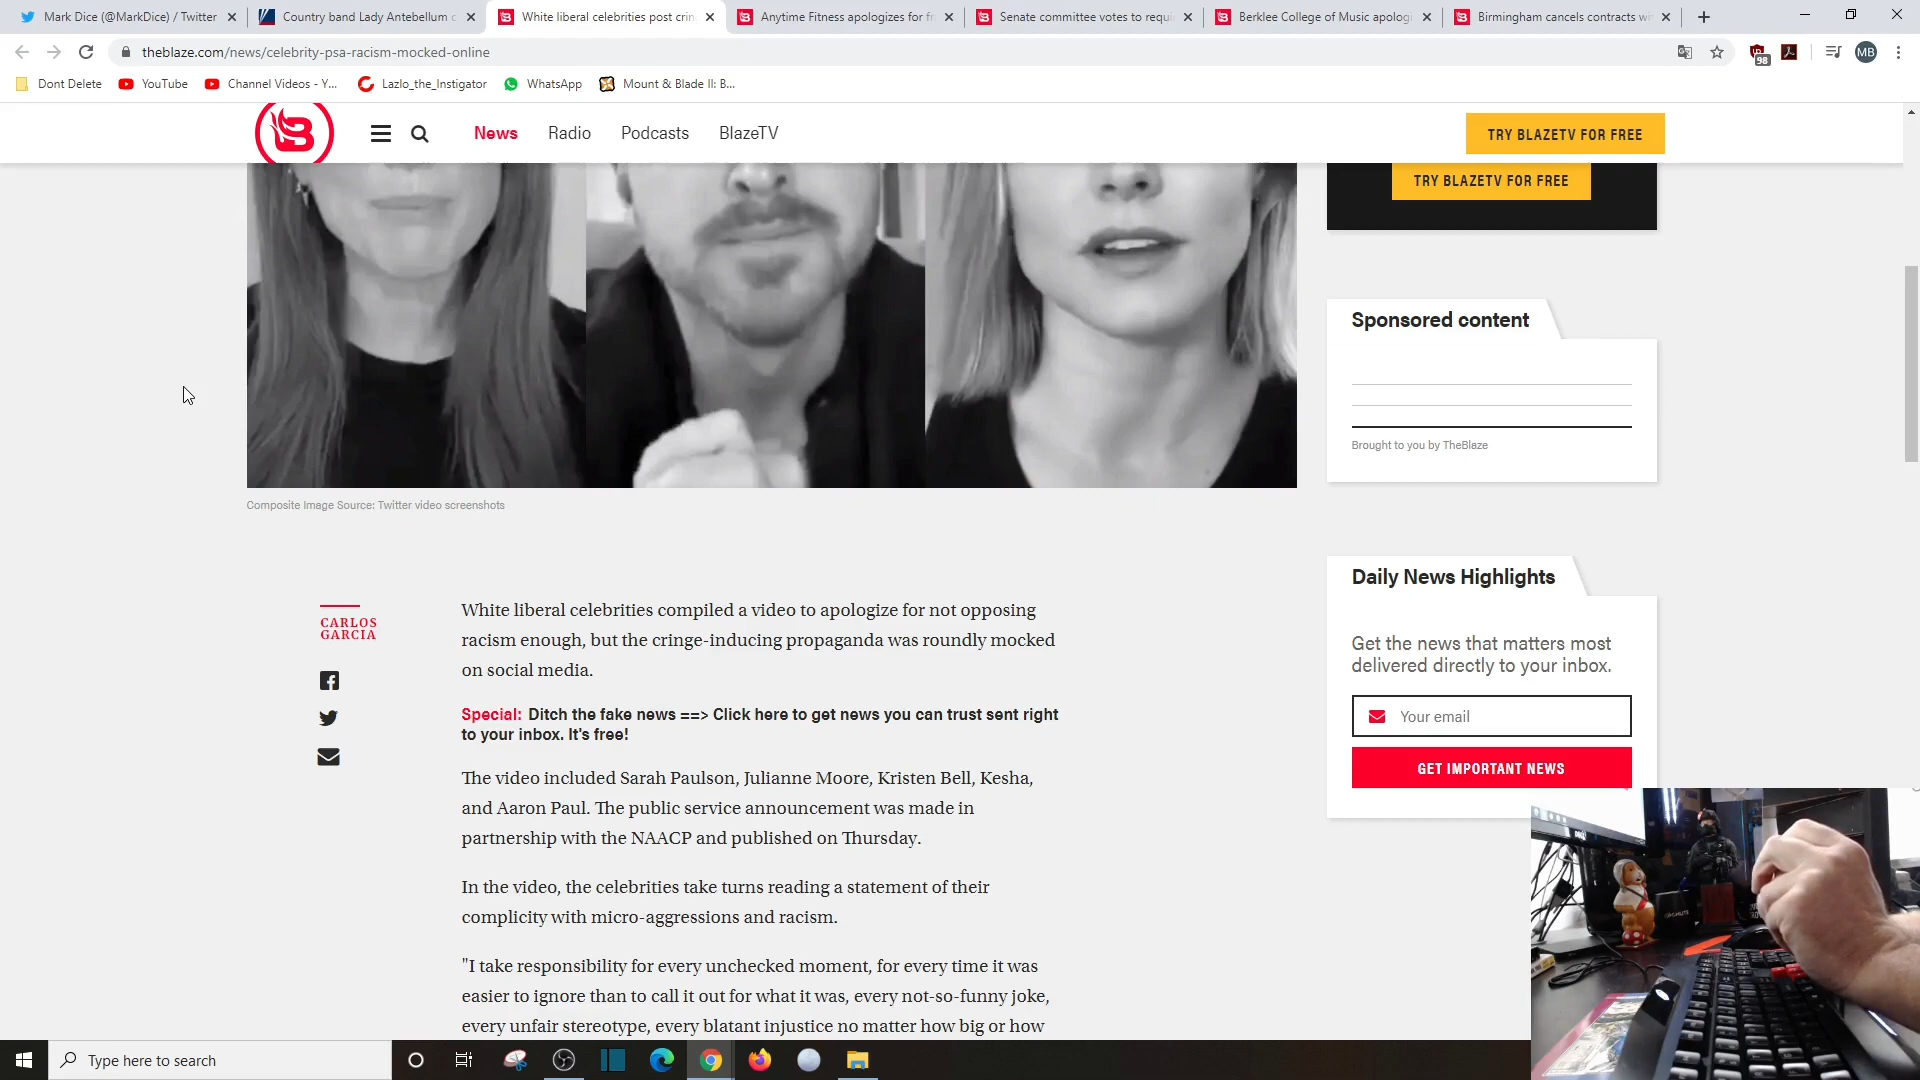 Mark Dice (@MarkDice) / Twitter
Country band Lady Antebellum c
White liberal celebrities post crin
Anytime Fitness apologizes for fr
Senate committee votes to requi
Berklee College of Music apologi
Birmingham cancels contracts wi
theblaze.com/news/celebrity-psa-racism-mocked-online
98
MB
Dont Delete
YouTube
Channel Videos - Y...
Lazlo_the_Instigator
WhatsApp
Mount & Blade II: B...
News
Radio
Podcasts
BlazeTV
TRY BLAZETV FOR FREE
TRY BLAZETV FOR FREE
Sponsored content
Brought to you by TheBlaze
Composite Image Source: Twitter video screenshots
Daily News Highlights
Get the news that matters most
delivered directly to your inbox.
Your email
GET IMPORTANT NEWS
CARLOS
GARCIA
White liberal celebrities compiled a video to apologize for not opposing
racism enough, but the cringe-inducing propaganda was roundly mocked
on social media.
Special: Ditch the fake news ==> Click here to get news you can trust sent right
to your inbox. It's free!
The video included Sarah Paulson, Julianne Moore, Kristen Bell, Kesha,
and Aaron Paul. The public service announcement was made in
partnership with the NAACP and published on Thursday.
In the video, the celebrities take turns reading a statement of their
complicity with micro-aggressions and racism.
"I take responsibility for every unchecked moment, for every time it was
easier to ignore than to call it out for what it was, every not-so-funny joke,
every unfair stereotype, every blatant injustice no matter how big or how
Type here to search
DELL